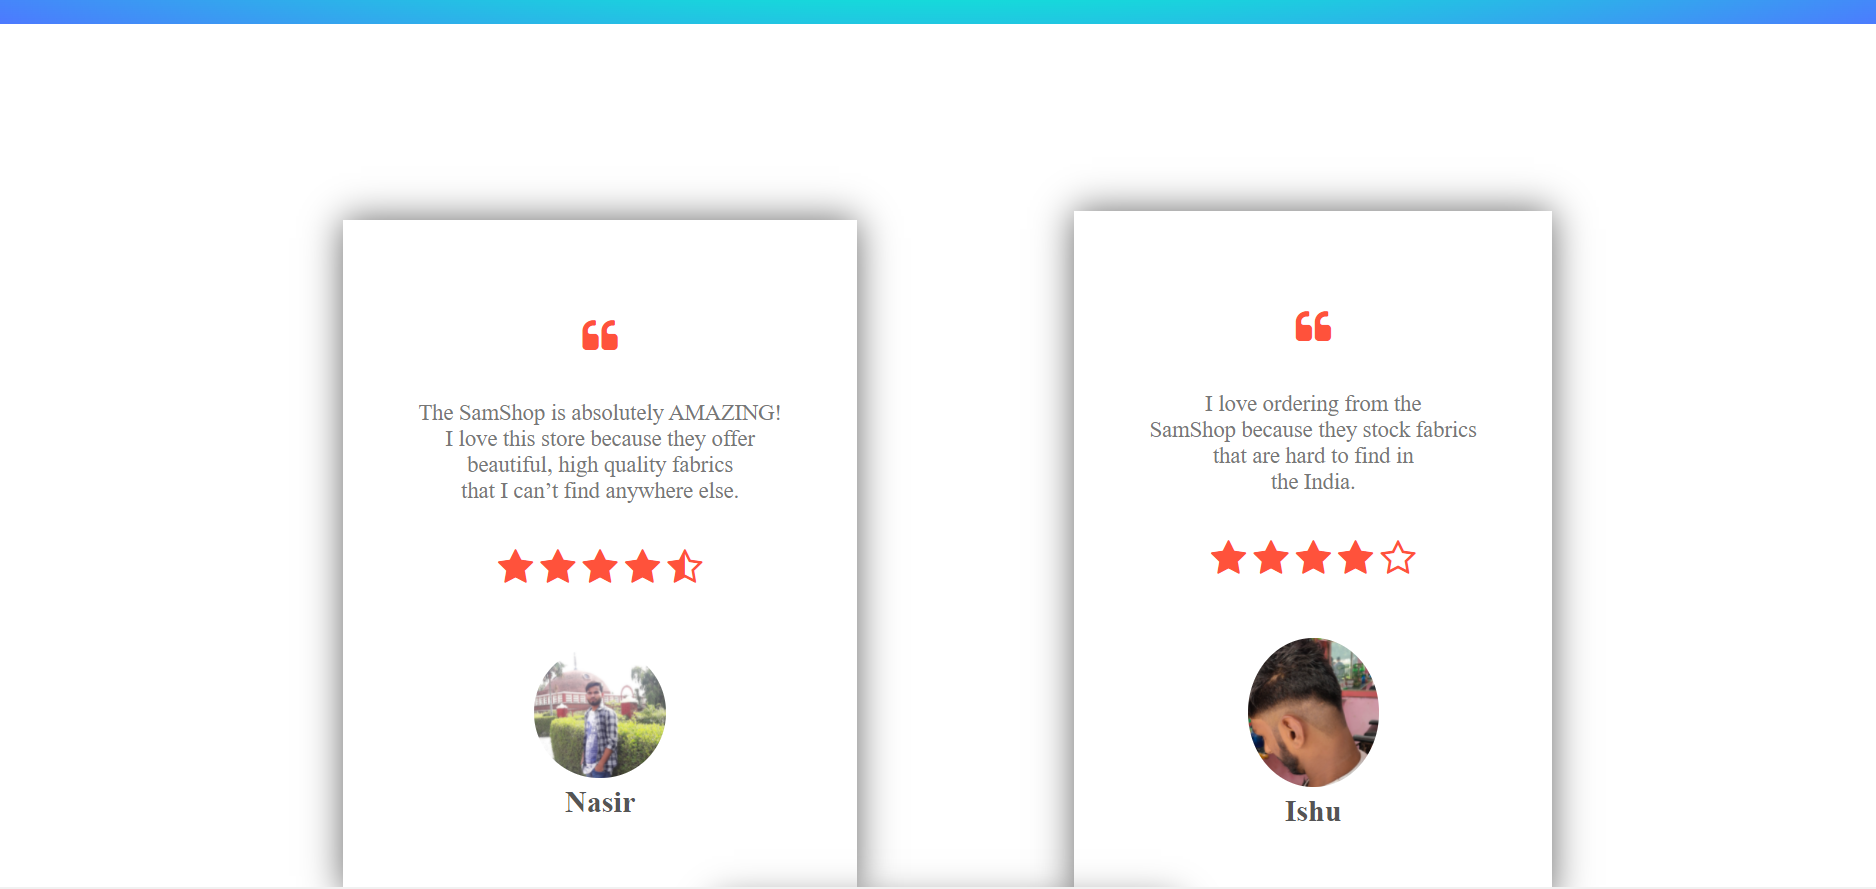 The SamShop is absolutely AMAZING!
I love this store because they offer
beautiful, high quality fabrics
that I can’t find anywhere else.
Nasir
I love ordering from the
SamShop because they stock fabrics
that are hard to find in
the India.
Ishu